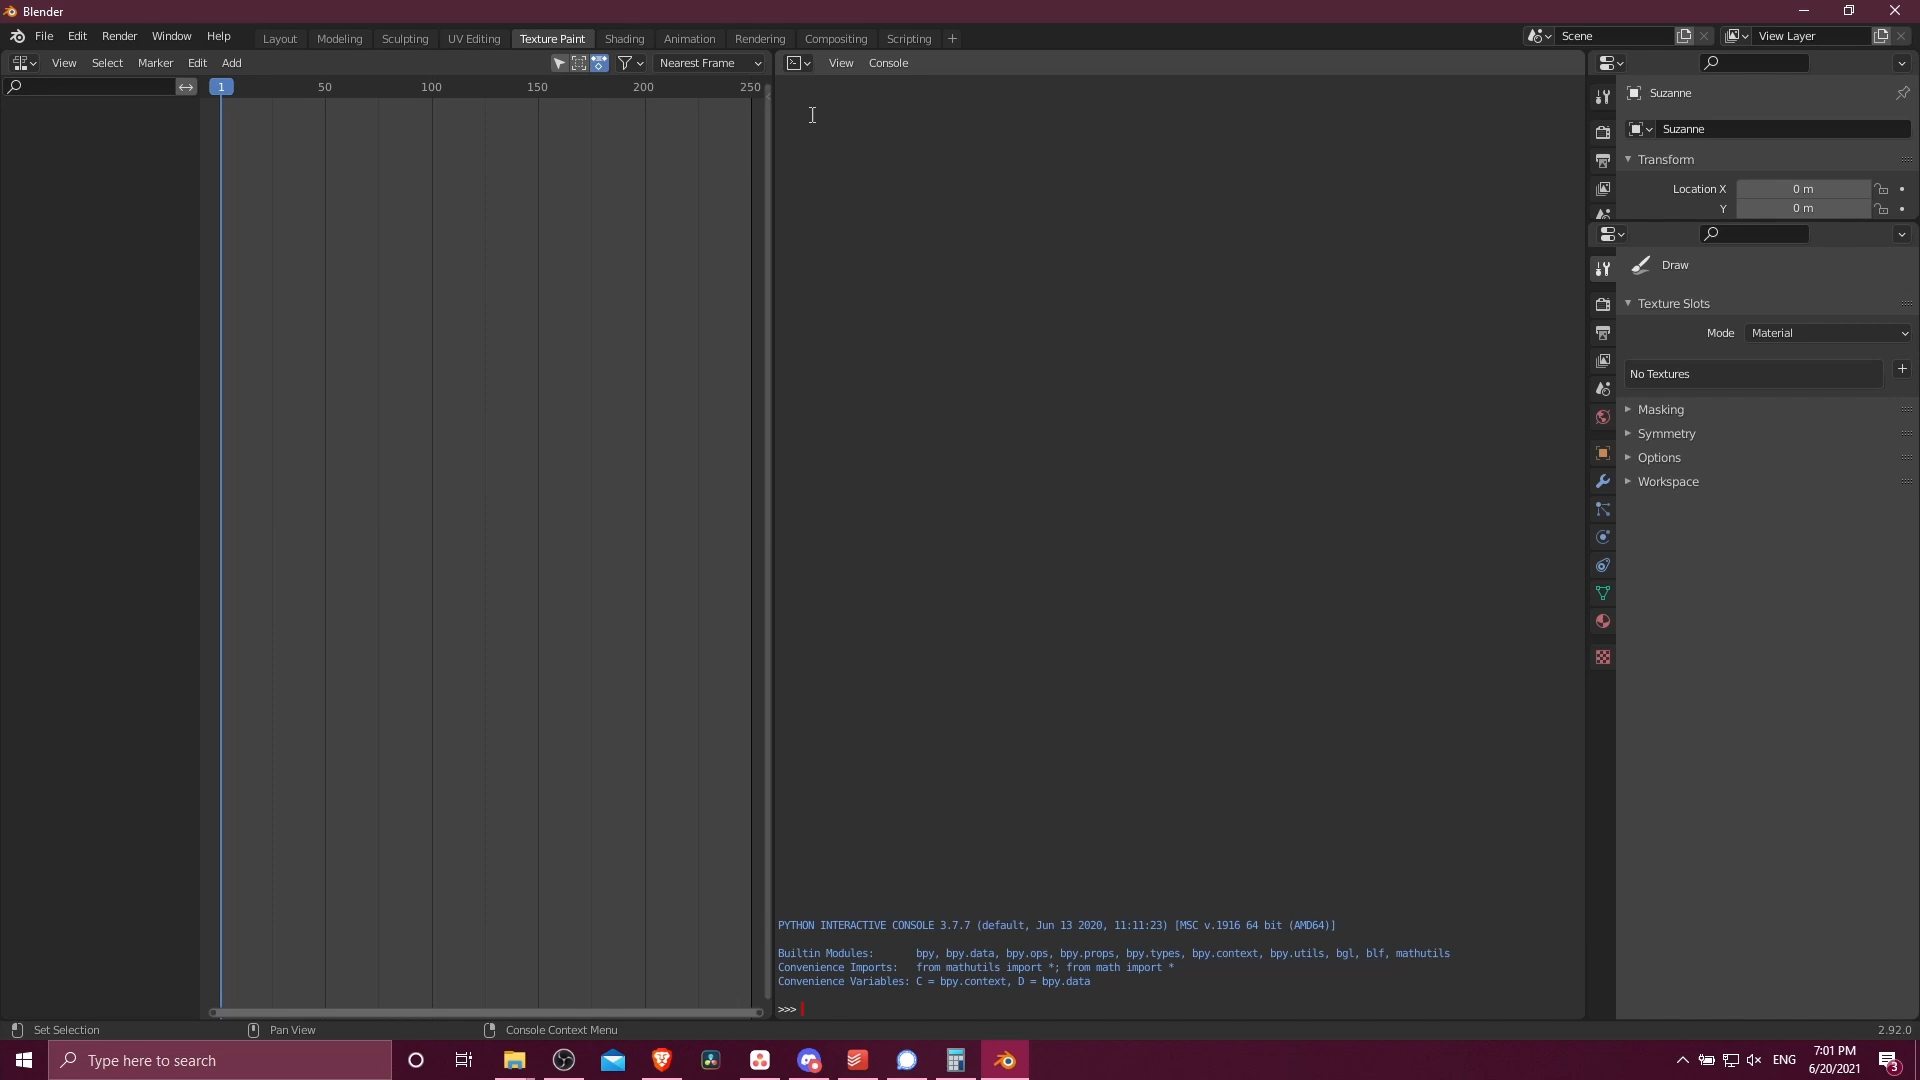 Blender
File Edit Render Window Help Layout Modeling Sculpting UV Editing Texture Paint Shading Animation Rendering Compositing Scripting + Scene View Layer
View Select Marker Edit Add Nearest Frame View Console
1 50 100 150 200 250
Suzanne
Suzanne
Transform
Location X 0 m
Y 0 m
Draw
Texture Slots
Mode Material
No Textures +
Masking
Symmetry
Options
Workspace
PYTHON INTERACTIVE CONSOLE 3.7.7 (default, Jun 13 2020, 11:11:23) [MSC v.1916 64 bit (AMD64)]
Builtin Modules: bpy, bpy.data, bpy.ops, bpy.props, bpy.types, bpy.context, bpy.utils, bgl, blf, mathutils
Convenience Imports: from mathutils import *; from math import *
Convenience Variables: C = bpy.context, D = bpy.data
>>>
Set Selection Pan View Console Context Menu 2.92.0
Type here to search ENG 7:01 PM
6/20/2021 3